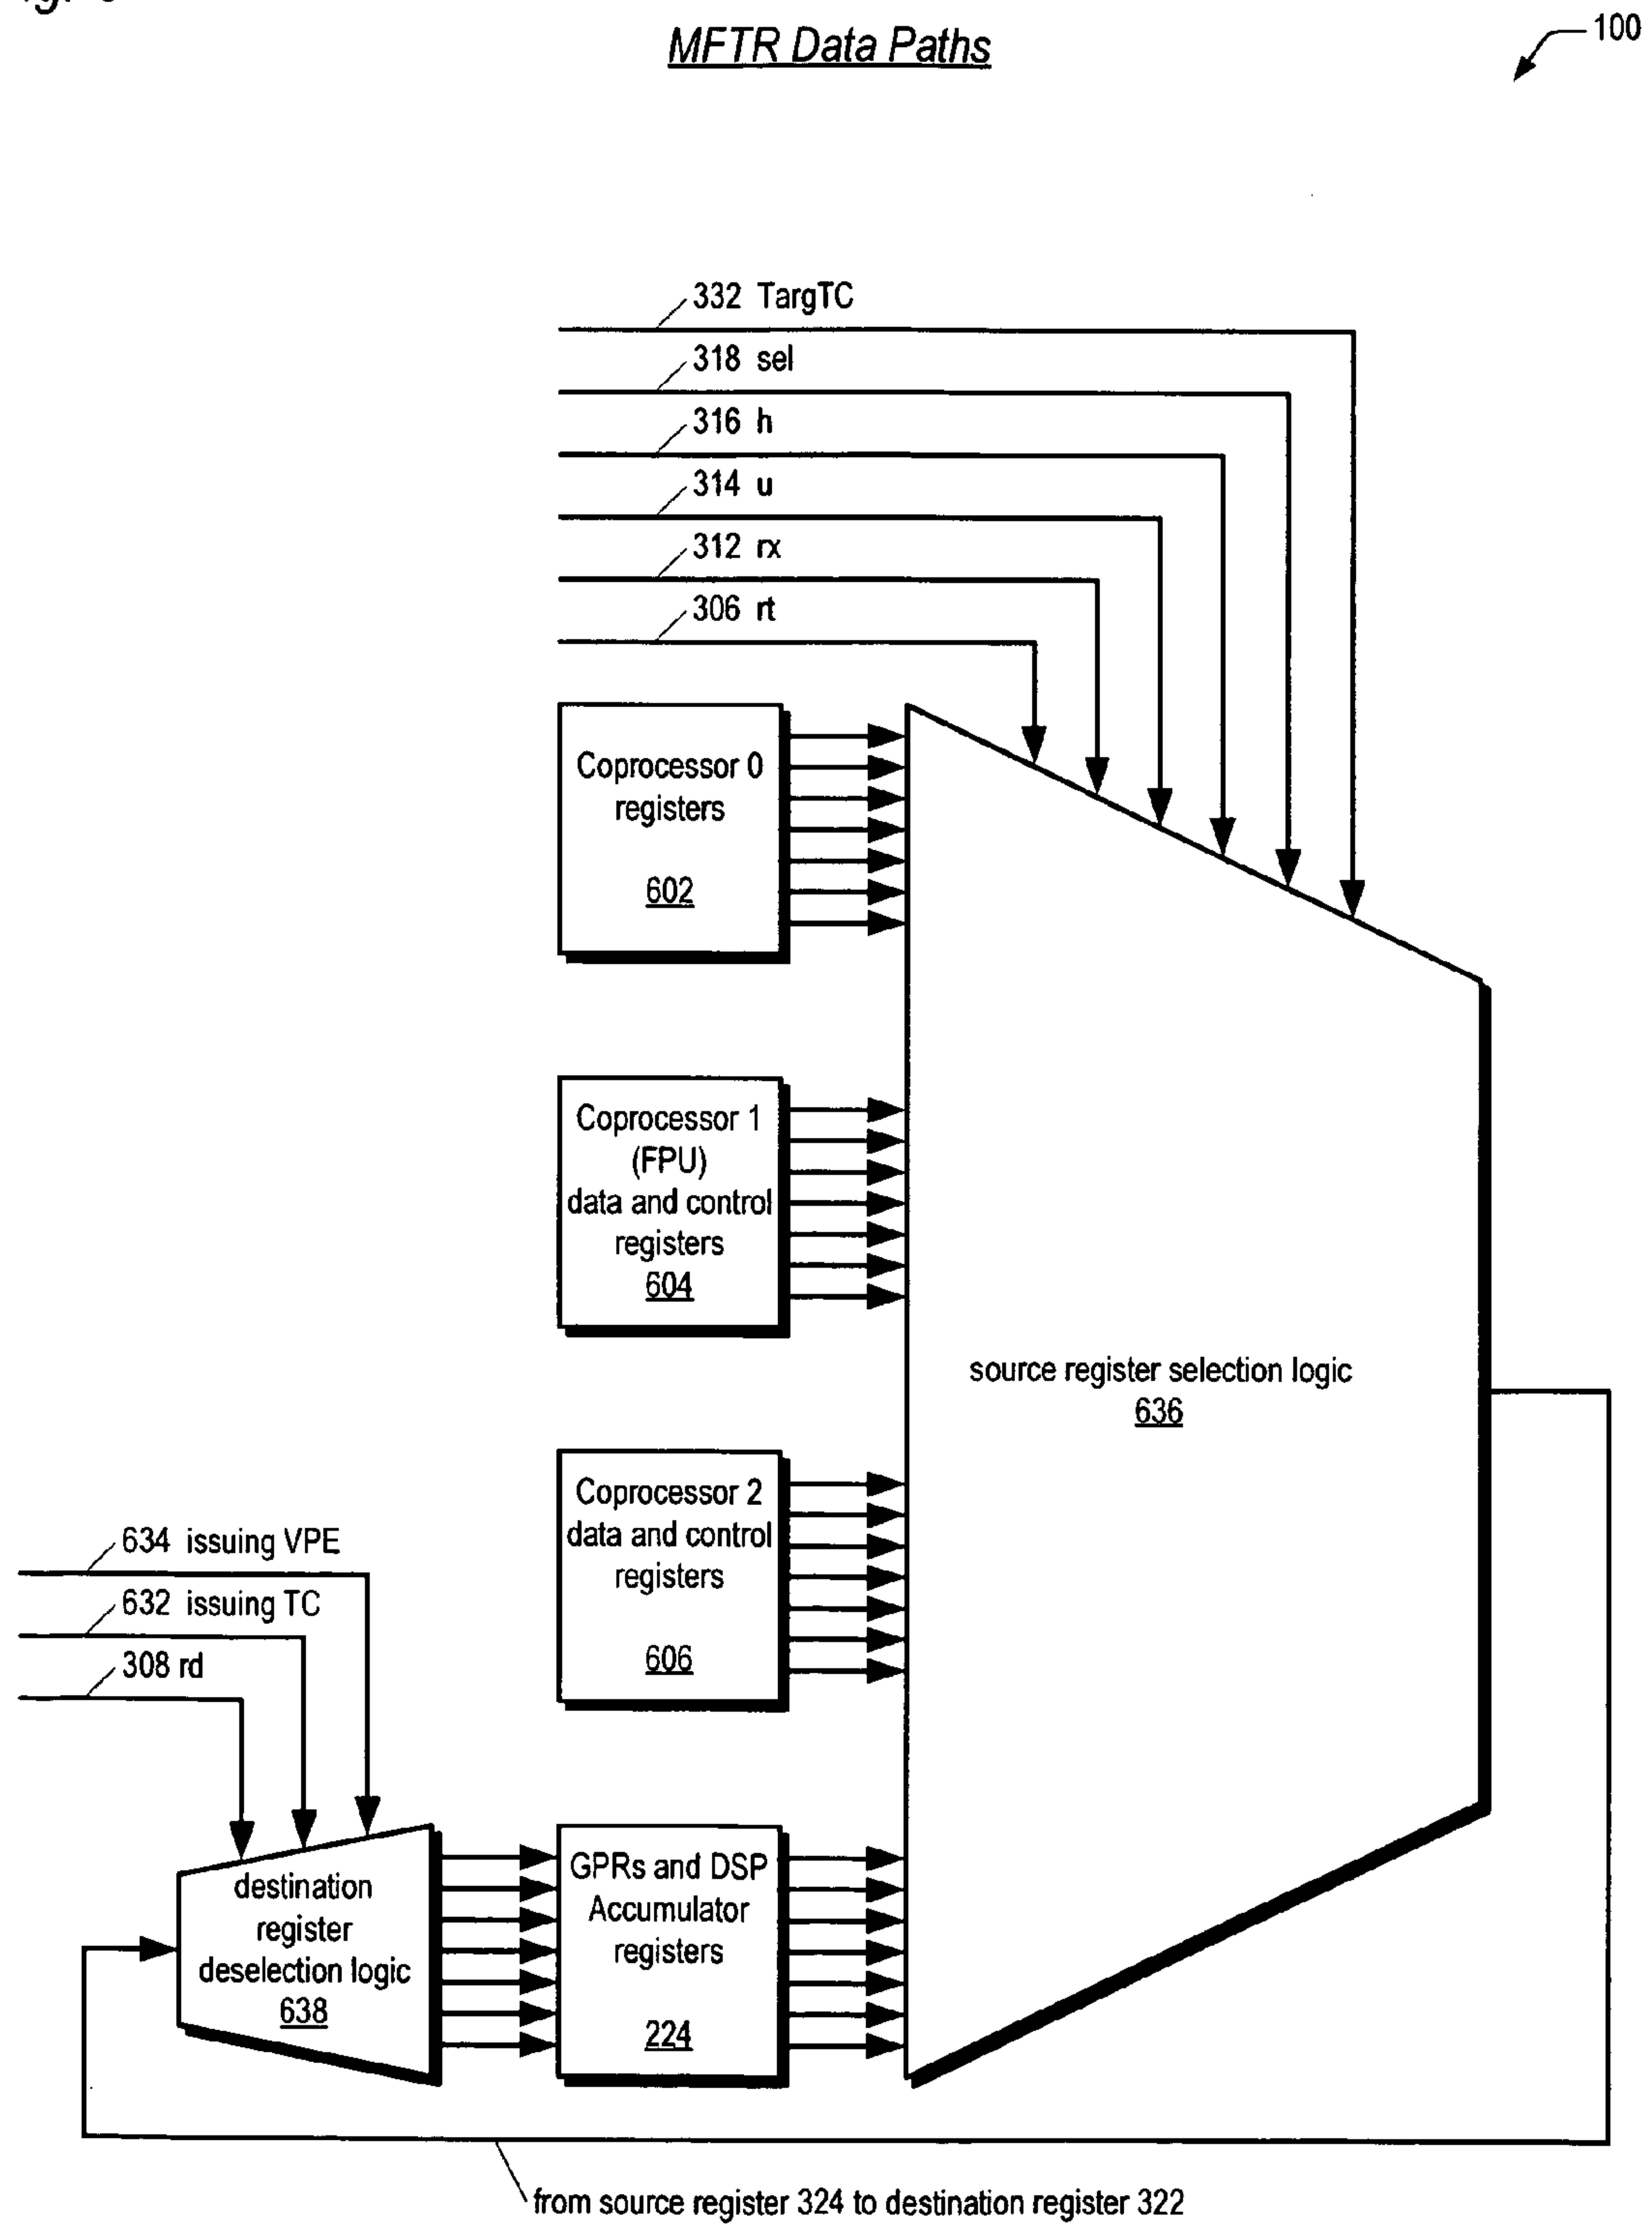 MFTR Data Paths
100
332 TargTC
318 sel
316 h
314 u
312 rx
306 rt
Coprocessor 0
registers
602
Coprocessor 1
(FPU)
data and control
registers
604
source register selection logic
636
Coprocessor 2
data and control
registers
606
634 issuing VPE
632 issuing TC
308 rd
destination
register
deselection logic
638
GPRs and DSP
Accumulator
registers
224
from source register 324 to destination register 322